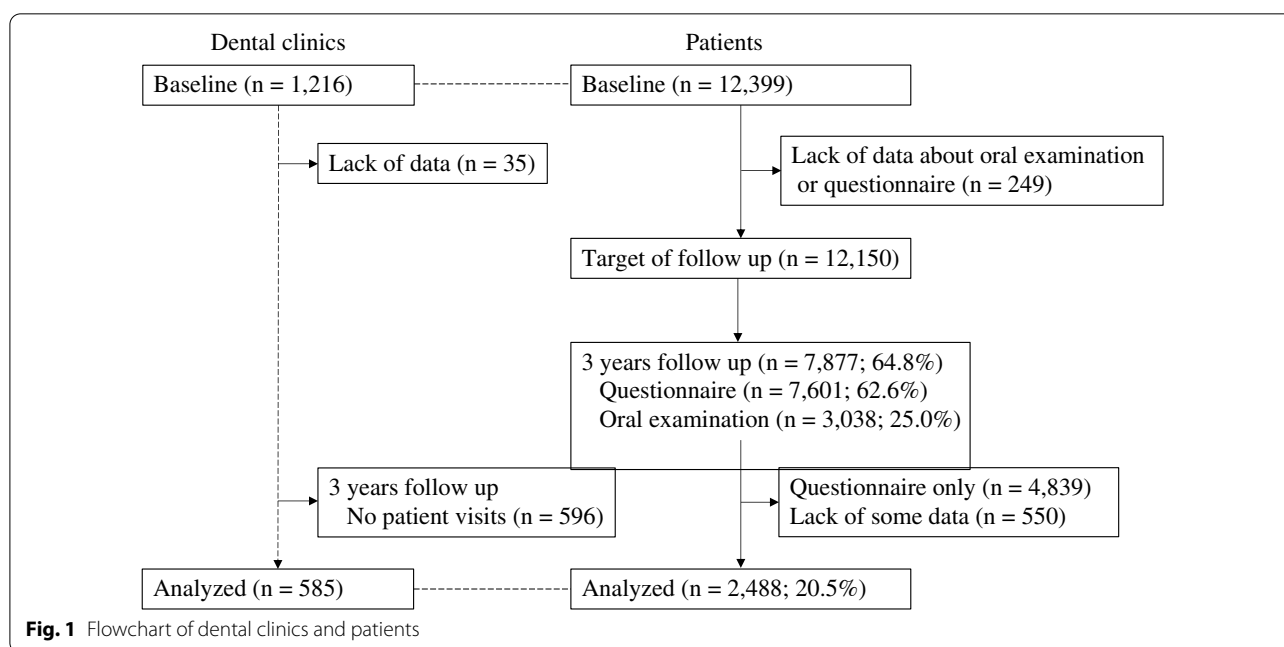 Dental clinics
Patients
Baseline (n = 1,216)
Baseline (n = 12,399)
Lack of data (n = 35)
Lack of data about oral examination
or questionnaire (n = 249)
Target of follow up (n = 12,150)
3 years follow up (n = 7,877; 64.8%)
Questionnaire (n = 7,601; 62.6%)
Oral examination (n = 3,038; 25.0%)
3 years follow up
No patient visits (n = 596)
Questionnaire only (n = 4,839)
Lack of some data (n = 550)
Analyzed (n = 585)
Analyzed (n = 2,488; 20.5%)
Fig. 1 Flowchart of dental clinics and patients